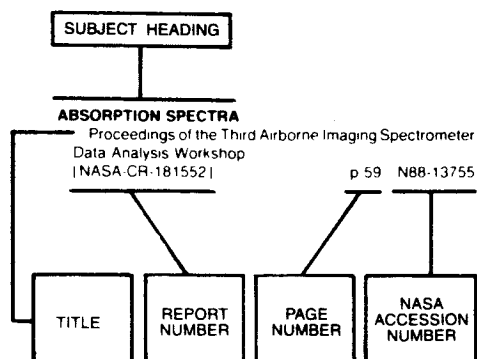 SUBJECT HEADING
ABSORPTION SPECTRA
Proceedings of the Third Airborne Imaging Spectrometer
Data Analysis Workshop
|NASA-CR-181552| p 59 N88-13755
TITLE
REPORT
NUMBER
PAGE
NUMBER
NASA
ACCESSION
NUMBER